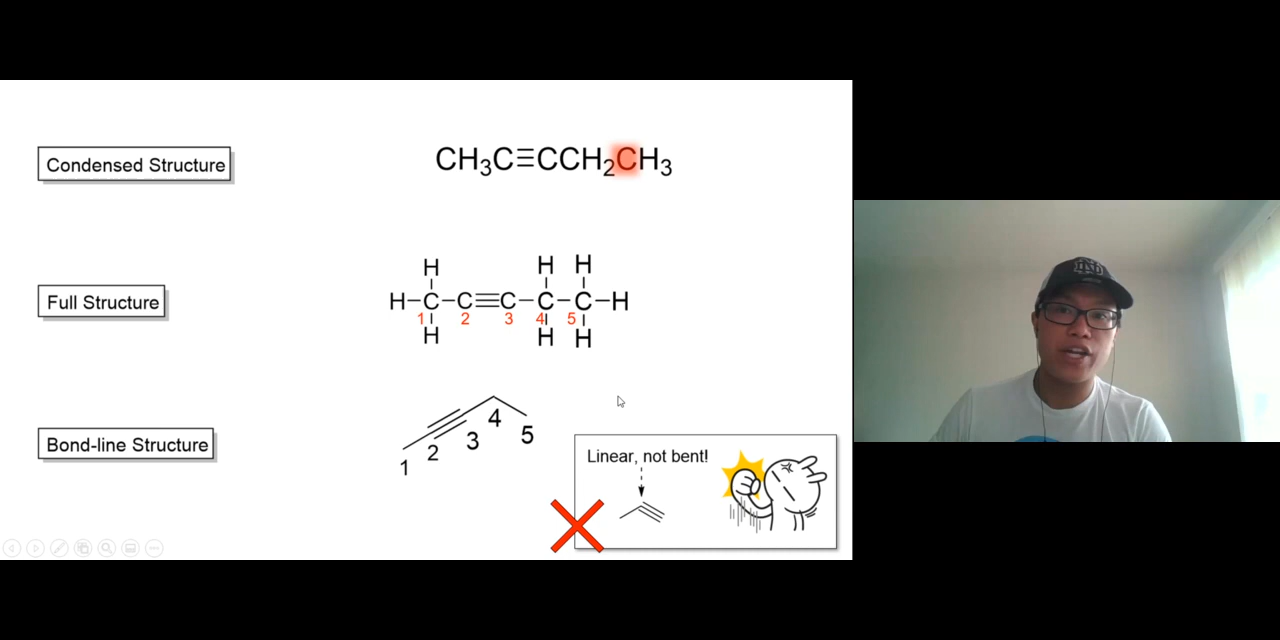 Condensed Structure
CH₃C≡CCH₂CH₃
H H H
Full Structure
H–C–C≡C–C–C–H
1 2 3 4 5
H H H
Bond-line Structure
1 2 3 4 5
Linear, not bent!